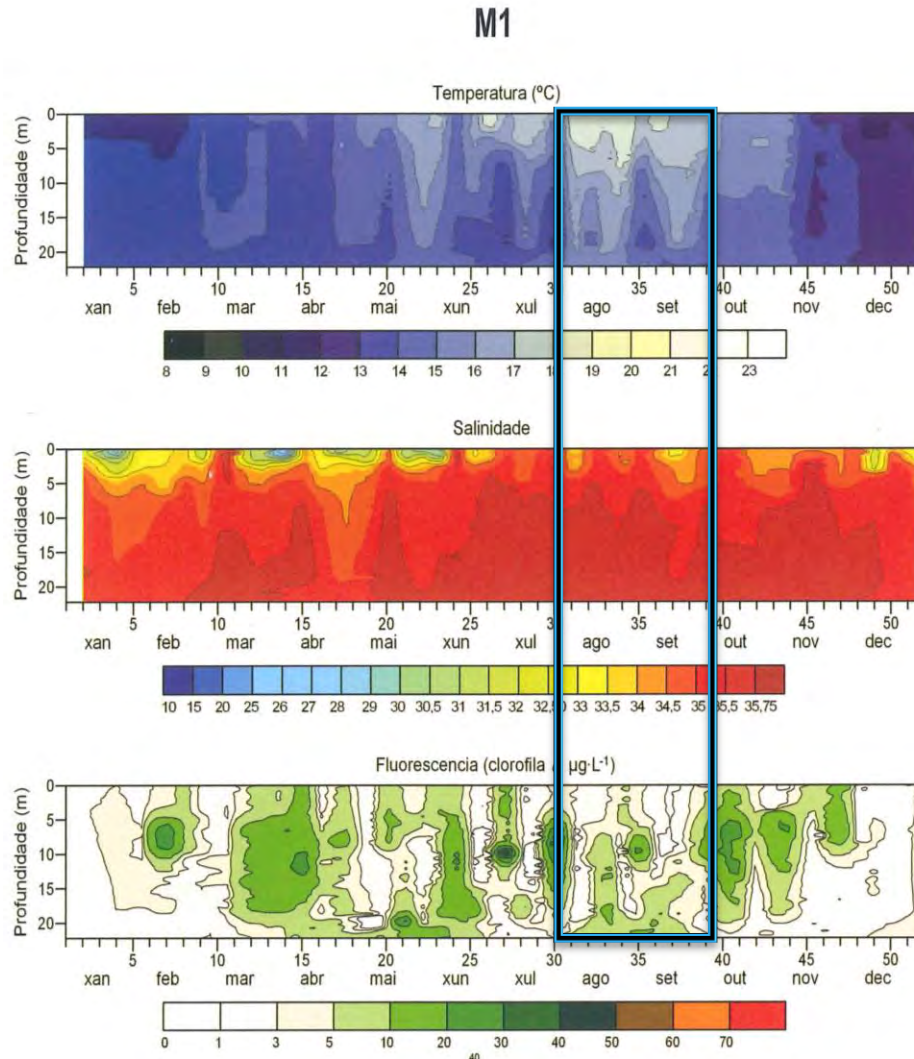 M1
Temperatura (ºC)
Profundidade (m)
0
5
10
15
20
5 10 15 20 25 30 35 40 45 50
xan feb mar abr mai xun xul ago set out nov dec
8 9 10 11 12 13 14 15 16 17 18 19 20 21 23
Salinidade
Profundidade (m)
0
5
10
15
20
5 10 15 20 25 30 35 40 45 50
xan feb mar abr mai xun xul ago set out nov dec
10 15 20 25 26 27 28 29 30 30,5 31 31,5 32 33 33,5 34 34,5 35 35,5 35,75
Fluorescencia (clorofila µg·L-1)
Profundidade (m)
0
5
10
15
20
5 10 15 20 25 30 35 40 45 50
xan feb mar abr mai xun xul ago set out nov dec
0 1 3 5 10 20 30 40 50 60 70
40